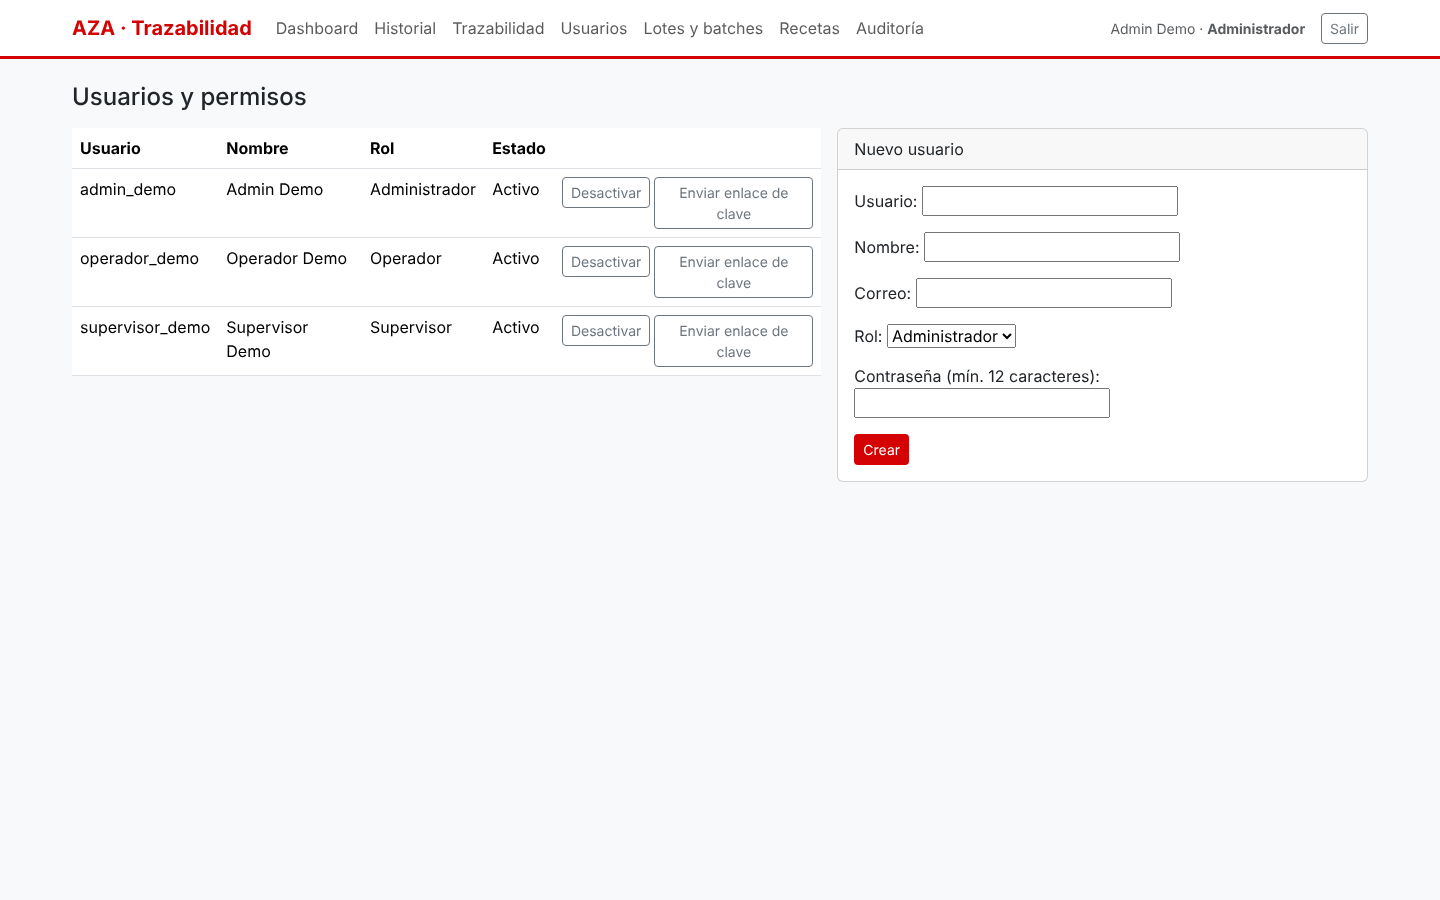 AZA · Trazabilidad Dashboard Historial Trazabilidad Usuarios Lotes y batches Recetas Auditoría Admin Demo · Administrador Salir
Usuarios y permisos
Usuario Nombre Rol Estado
admin_demo Admin Demo Administrador Activo Desactivar Enviar enlace de clave
operador_demo Operador Demo Operador Activo Desactivar Enviar enlace de clave
supervisor_demo Supervisor Demo Supervisor Activo Desactivar Enviar enlace de clave
Nuevo usuario
Usuario:
Nombre:
Correo:
Rol: Administrador
Contraseña (mín. 12 caracteres):
Crear